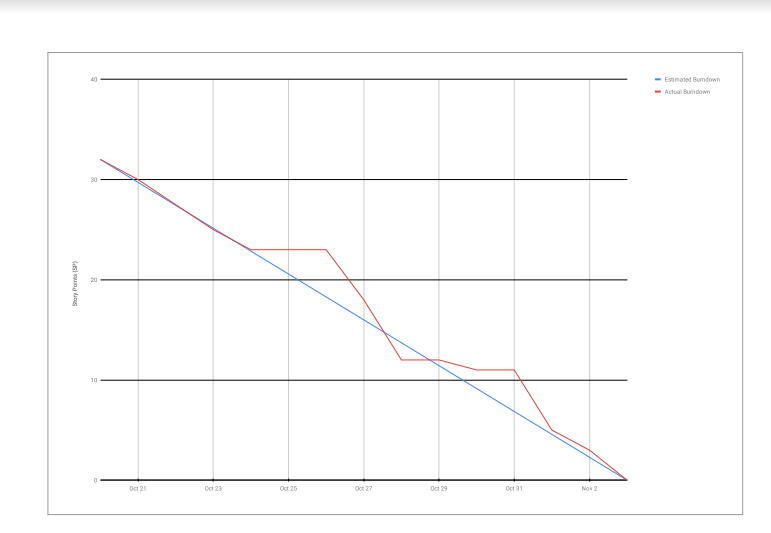 Estimated Burndown
Actual Burndown
40
30
20
10
0
Story Points (SP)
Oct 21
Oct 23
Oct 25
Oct 27
Oct 29
Oct 31
Nov 2